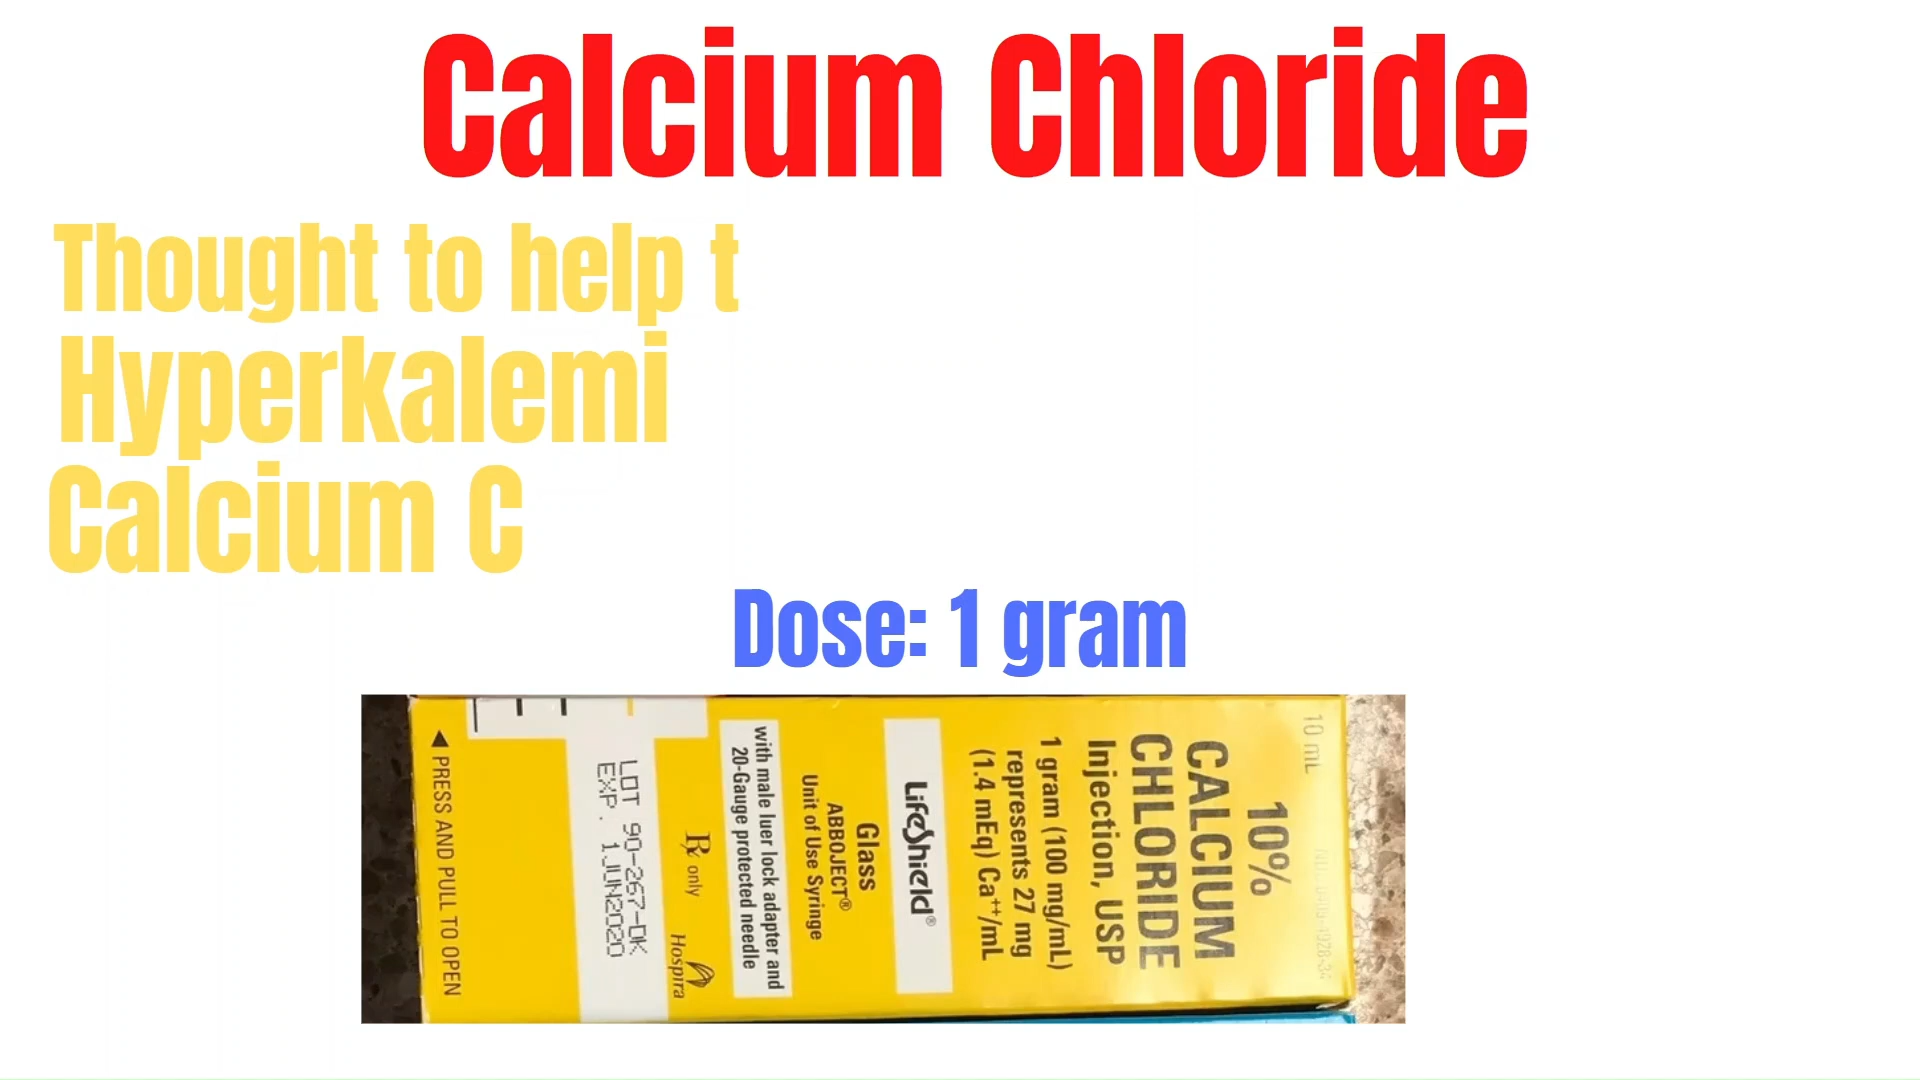 Calcium Chloride
Thought to help t
Hyperkalemi
Calcium C
Dose: 1 gram
10 mL
10%
CALCIUM
CHLORIDE
Injection, USP
1 gram (100 mg/mL)
represents 27 mg
(1.4 mEq) Ca++/mL
LifeShield®
Glass
ABBOJECT®
Unit of Use Syringe
with male luer lock adapter and
20-Gauge protected needle
Rx only
Hospira
LOT 90-267-DK
EXP. 1JUN2020
◀ PRESS AND PULL TO OPEN